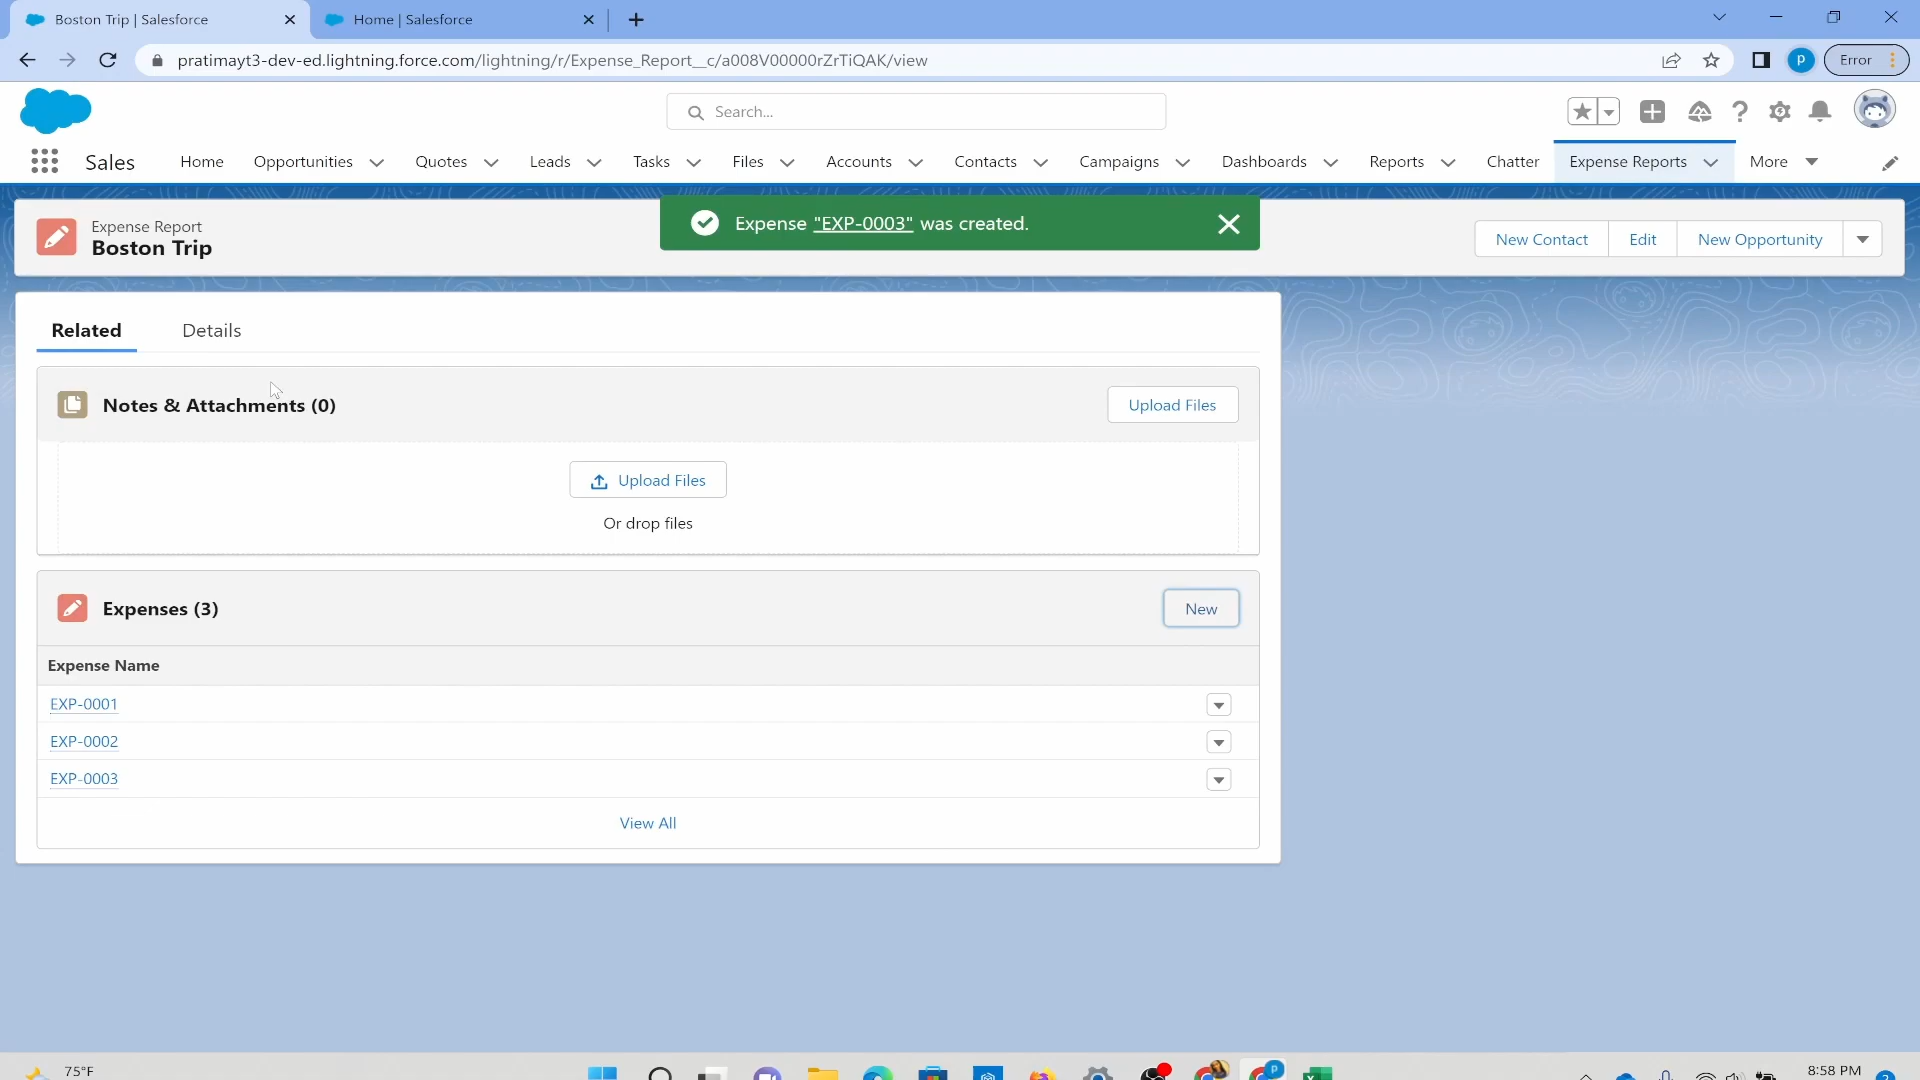 Boston Trip | Salesforce
Home | Salesforce
pratimayt3-dev-ed.lightning.force.com/lightning/r/Expense_Report__c/a008V00000rZrTiQAK/view
P
Error
Search...
Sales
Home
Opportunities
Quotes
Leads
Tasks
Files
Accounts
Contacts
Campaigns
Dashboards
Reports
Chatter
Expense Reports
More
Expense Report
Boston Trip
Expense "EXP-0003" was created.
New Contact
Edit
New Opportunity
Related
Details
Notes & Attachments (0)
Upload Files
Upload Files
Or drop files
Expenses (3)
New
Expense Name
EXP-0001
EXP-0002
EXP-0003
View All
75°F
P
8:58 PM
2